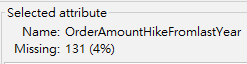 Selected attribute
Name: OrderAmountHikeFromlastYear
Missing: 131 (4%)